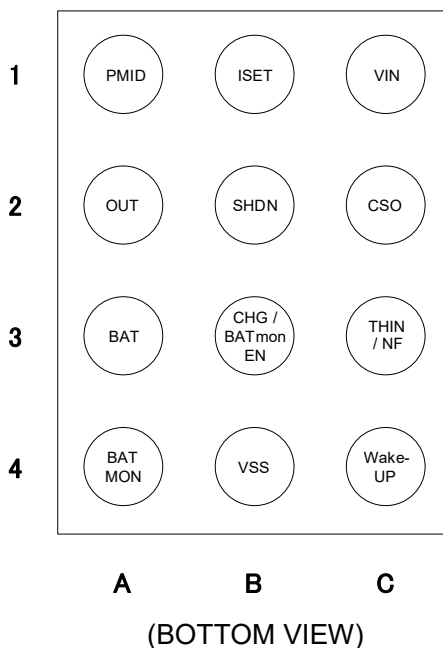 1
PMID
ISET
VIN
2
OUT
SHDN
CSO
3
BAT
CHG /
BATmon
EN
THIN
/ NF
4
BAT
MON
VSS
Wake-
UP
A
B
C
(BOTTOM VIEW)